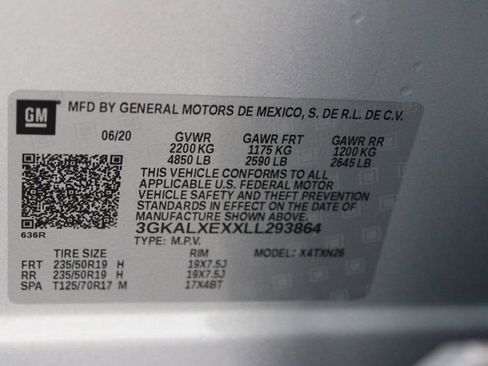 GM MFD BY GENERAL MOTORS DE MEXICO, S. DE R.L. DE C.V.
06/20 GVWR GAWR FRT GAWR RR
2200 KG 1175 KG 1200 KG
4850 LB 2590 LB 2645 LB
THIS VEHICLE CONFORMS TO ALL
APPLICABLE U.S. FEDERAL MOTOR
VEHICLE SAFETY AND THEFT PREVENTION
STANDARDS IN EFFECT ON THE DATE OF
MANUFACTURE SHOWN ABOVE.
3GKALXEXXLL293864
636R
TYPE: M.P.V.
TIRE SIZE RIM MODEL: X4TXN26
FRT 235/50R19 H 19X7.5J
RR 235/50R19 H 19X7.5J
SPA T125/70R17 M 17X4BT